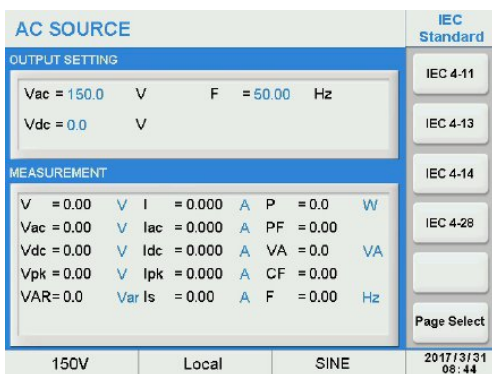 AC SOURCE
IEC Standard
OUTPUT SETTING
Vac = 150.0 V F = 50.00 Hz
Vdc = 0.0 V
MEASUREMENT
V = 0.00 V I = 0.000 A P = 0.0 W
Vac = 0.00 V Iac = 0.000 A PF = 0.00
Vdc = 0.00 V Idc = 0.000 A VA = 0.0 VA
Vpk = 0.00 V Ipk = 0.000 A CF = 0.00
VAR= 0.0 Var Is = 0.00 A F = 0.00 Hz
IEC 4-11
IEC 4-13
IEC 4-14
IEC 4-28
Page Select
150V Local SINE
2017/3/31
08:44